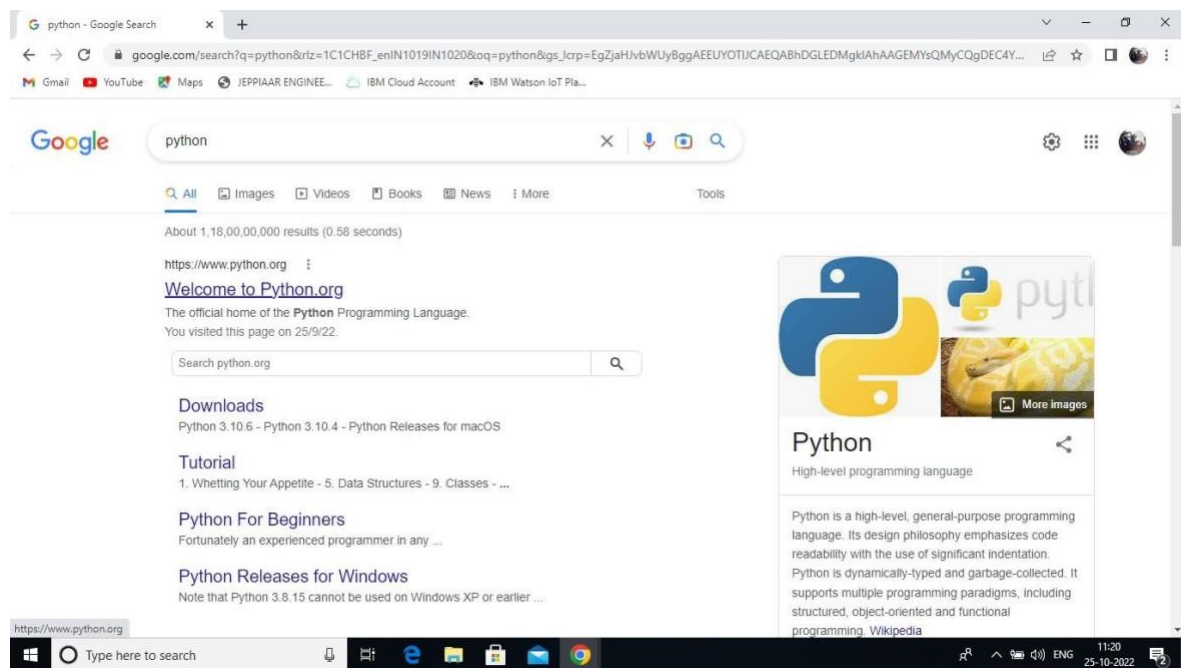 python - Google Search
google.com/search?q=python&rlz=1C1CHBF_enIN1019IN1020&oq=python&gs_lcrp=EgZjaHJvbWUyBggAEEUYOTIJCAEQABhDGLEDMgkIAhAAGEMYsQMyCQgDEC4Y...
Gmail YouTube Maps JEPPIAAR ENGINEE... IBM Cloud Account IBM Watson IoT Pla...
Google
python
All Images Videos Books News More Tools
About 1,18,00,00,000 results (0.58 seconds)
https://www.python.org
Welcome to Python.org
The official home of the Python Programming Language.
You visited this page on 25/9/22.
Search python.org
Downloads
Python 3.10.6 - Python 3.10.4 - Python Releases for macOS
Tutorial
1. Whetting Your Appetite - 5. Data Structures - 9. Classes - ...
Python For Beginners
Fortunately an experienced programmer in any ...
Python Releases for Windows
Note that Python 3.8.15 cannot be used on Windows XP or earlier ...
pyth
More images
Python
High-level programming language
Python is a high-level, general-purpose programming
language. Its design philosophy emphasizes code
readability with the use of significant indentation.
Python is dynamically-typed and garbage-collected. It
supports multiple programming paradigms, including
structured, object-oriented and functional
programming. Wikipedia
https://www.python.org
Type here to search
ENG
11:20
25-10-2022
2